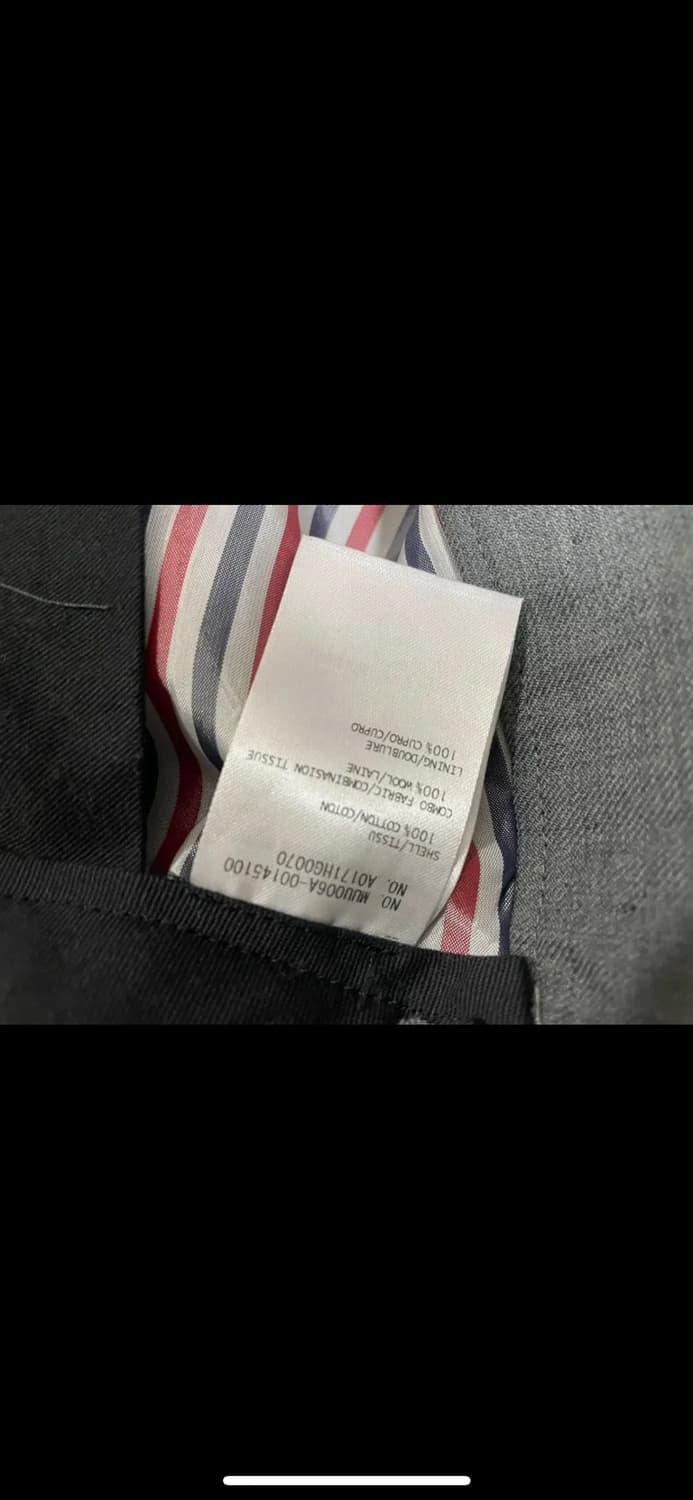 NO. MUU006A-00145100
NO. A0171HG0070
SHELL/TISSU
100% COTTON/COTON
COMBO FABRIC/COMBINASION TISSUE
100% WOOL/LAINE
LINING/DOUBLURE
100% CUPRO/CUPRO